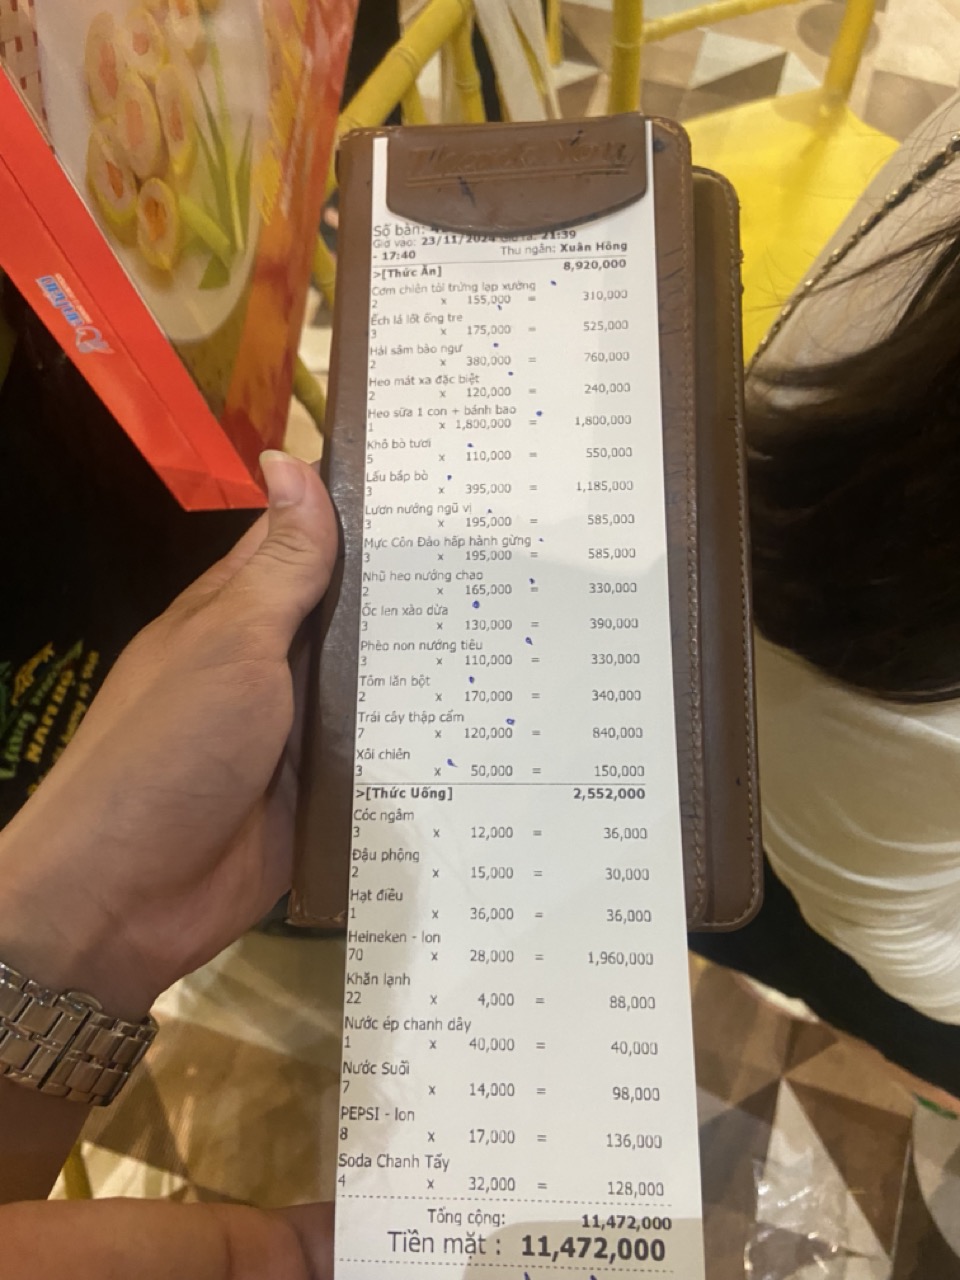 Thank You
Số bàn:
Giờ vào: 23/11/2024 Giờ ra: 21:39
- 17:40 Thu ngân: Xuân Hồng
>[Thức Ăn] 8,920,000
Cơm chiên tỏi trứng lạp xưởng
2 x 155,000 = 310,000
Ếch lá lốt ống tre
3 x 175,000 = 525,000
Hải sâm bào ngư
2 x 380,000 = 760,000
Heo mát xa đặc biệt
2 x 120,000 = 240,000
Heo sữa 1 con + bánh bao
1 x 1,800,000 = 1,800,000
Khô bò tươi
5 x 110,000 = 550,000
Lẩu bắp bò
3 x 395,000 = 1,185,000
Lươn nướng ngũ vị
3 x 195,000 = 585,000
Mực Côn Đảo hấp hành gừng
3 x 195,000 = 585,000
Nhũ heo nướng chao
2 x 165,000 = 330,000
Ốc len xào dừa
3 x 130,000 = 390,000
Phèo non nướng tiêu
3 x 110,000 = 330,000
Tôm lăn bột
2 x 170,000 = 340,000
Trái cây thập cẩm
7 x 120,000 = 840,000
Xôi chiên
3 x 50,000 = 150,000
>[Thức Uống] 2,552,000
Cóc ngâm
3 x 12,000 = 36,000
Đậu phộng
2 x 15,000 = 30,000
Hạt điều
1 x 36,000 = 36,000
Heineken - lon
70 x 28,000 = 1,960,000
Khăn lạnh
22 x 4,000 = 88,000
Nước ép chanh dây
1 x 40,000 = 40,000
Nước Suối
7 x 14,000 = 98,000
PEPSI - lon
8 x 17,000 = 136,000
Soda Chanh Tây
4 x 32,000 = 128,000
Tổng cộng: 11,472,000
Tiền mặt : 11,472,000